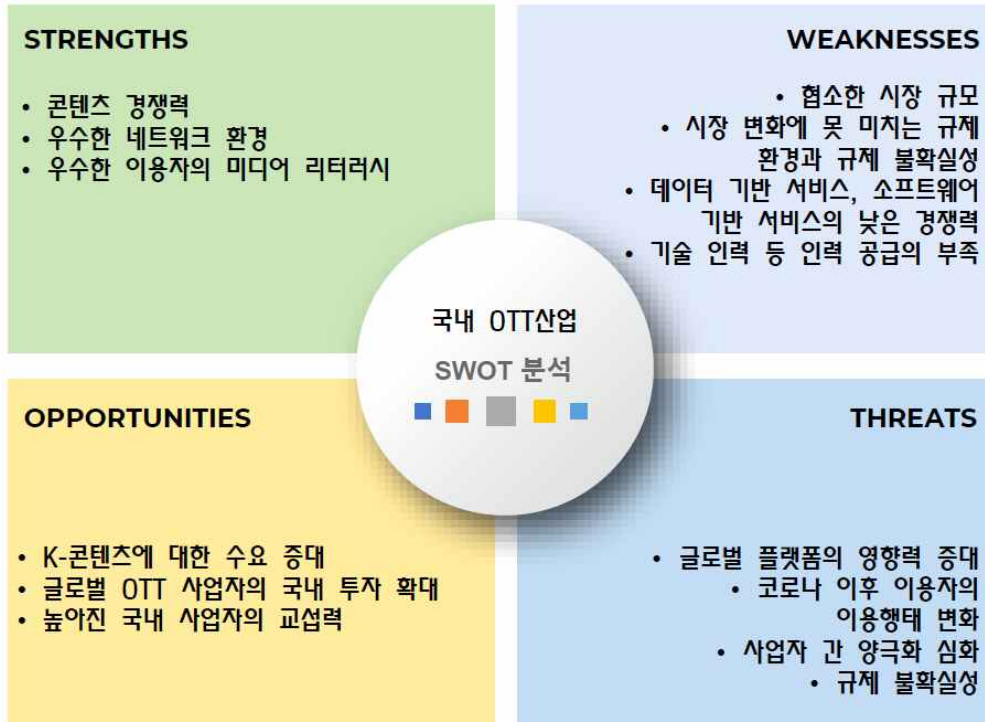 STRENGTHS
• 콘텐츠 경쟁력
• 우수한 네트워크 환경
• 우수한 이용자의 미디어 리터러시
WEAKNESSES
• 협소한 시장 규모
• 시장 변화에 못 미치는 규제
환경과 규제 불확실성
• 데이터 기반 서비스, 소프트웨어
기반 서비스의 낮은 경쟁력
• 기술 인력 등 인력 공급의 부족
국내 OTT산업
SWOT 분석
OPPORTUNITIES
• K-콘텐츠에 대한 수요 증대
• 글로벌 OTT 사업자의 국내 투자 확대
• 높아진 국내 사업자의 교섭력
THREATS
• 글로벌 플랫폼의 영향력 증대
• 코로나 이후 이용자의
이용행태 변화
• 사업자 간 양극화 심화
• 규제 불확실성